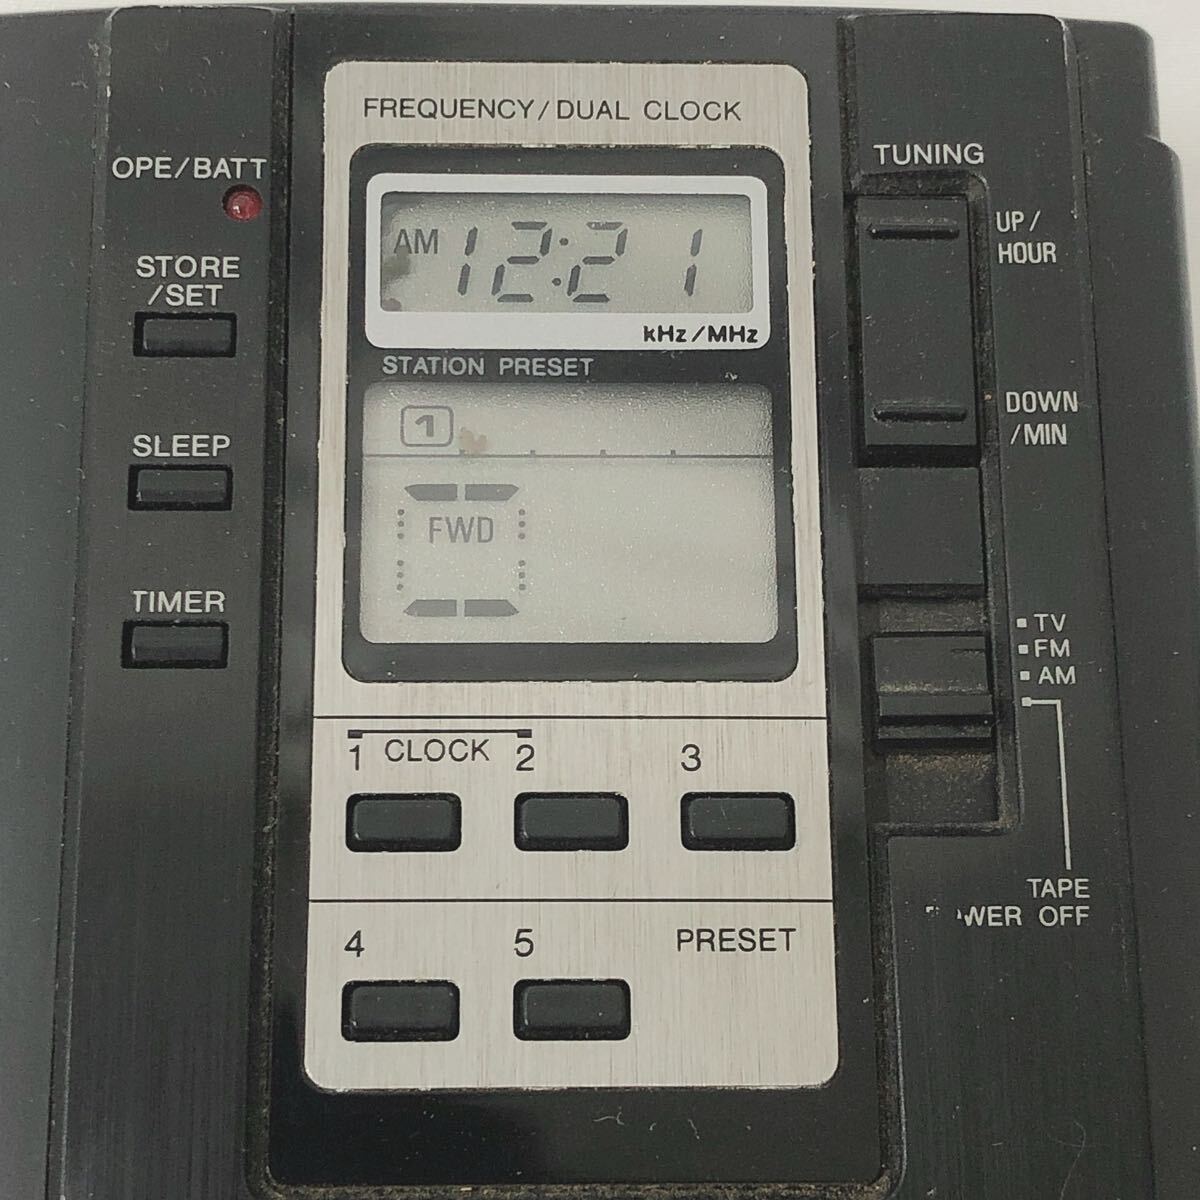 FREQUENCY/DUAL CLOCK
OPE/BATT
TUNING
AM 12:21
UP/
HOUR
STORE
/SET
kHz/MHz
STATION PRESET
DOWN
/MIN
1
SLEEP
FWD
TIMER
TV
FM
AM
1 CLOCK 2 3
TAPE
OFF
4 5 PRESET